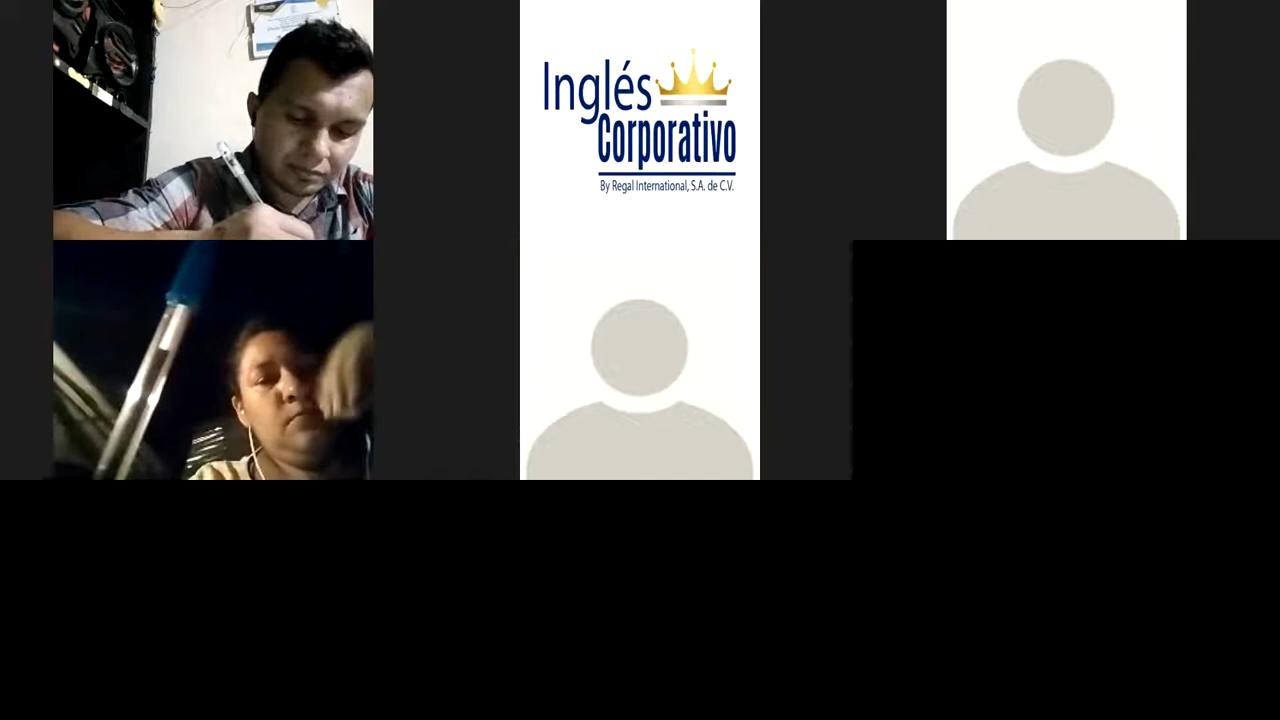 Inglés
Corporativo
By Regal International, S.A. de C.V.